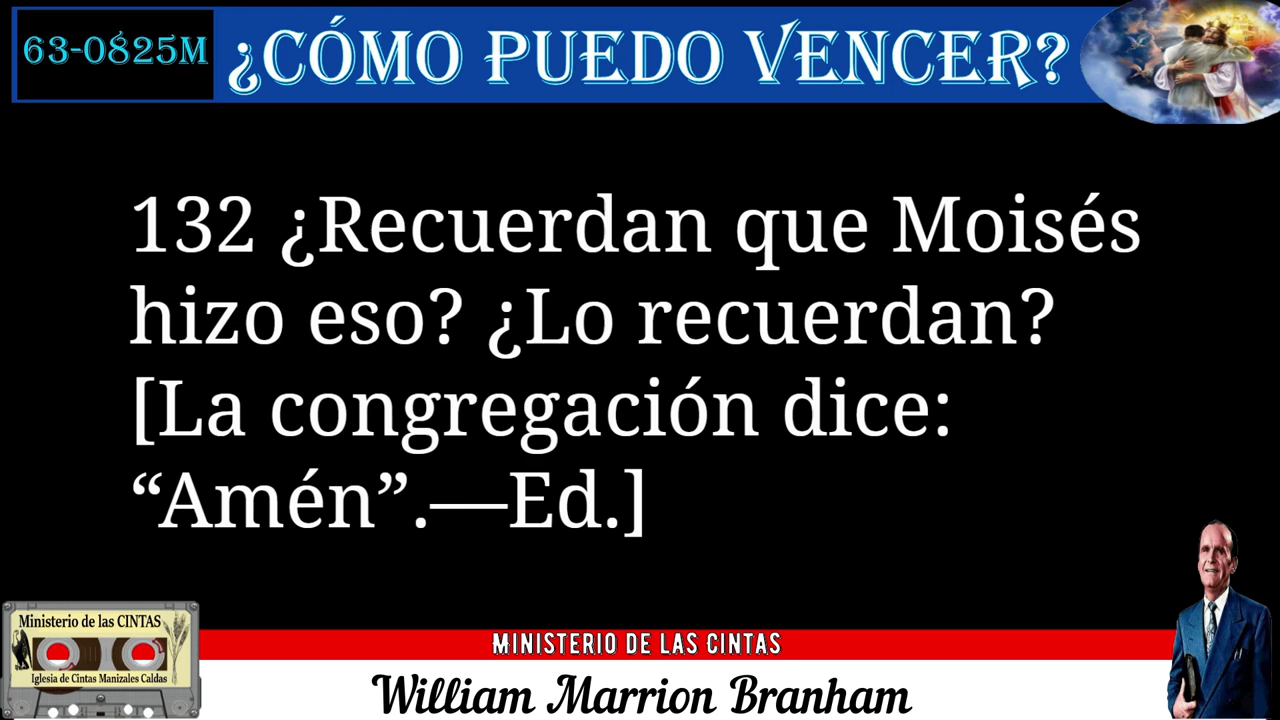 63-0825M ¿CÓMO PUEDO VENCER?
132 ¿Recuerdan que Moisés
hizo eso? ¿Lo recuerdan?
[La congregación dice:
“Amén”.—Ed.]
Ministerio de las CINTAS
Iglesia de Cintas Manizales Caldas
MINISTERIO DE LAS CINTAS
William Marrion Branham